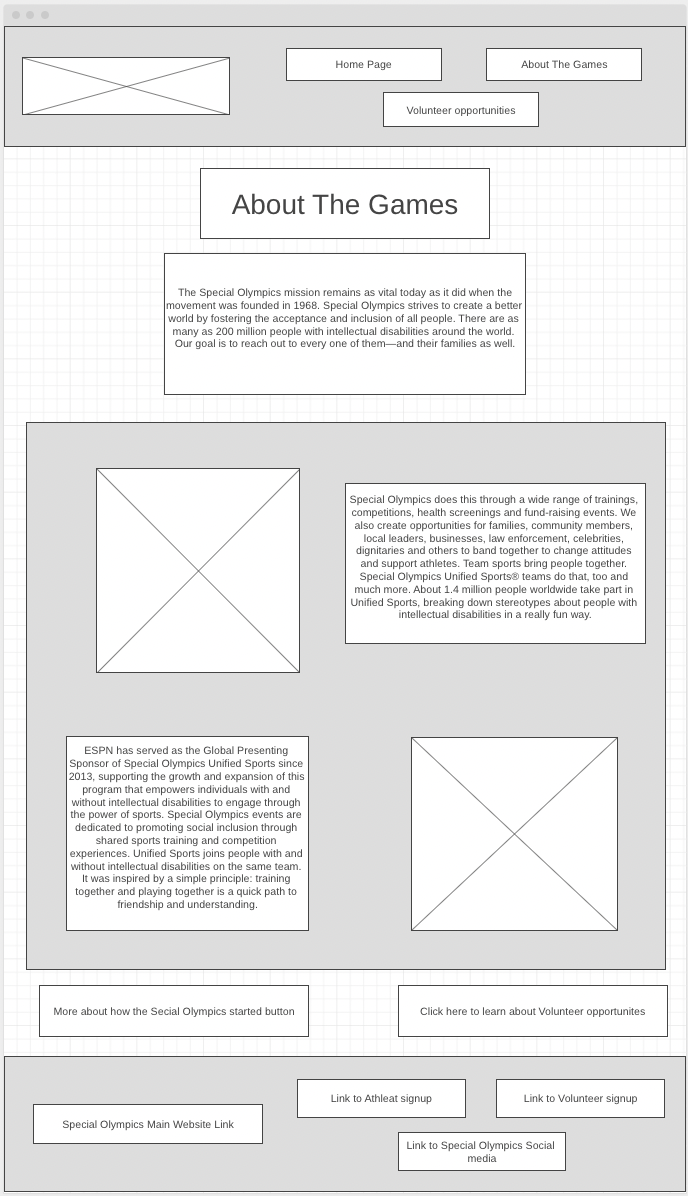 Home Page
About The Games
Volunteer opportunities
About The Games
The Special Olympics mission remains as vital today as it did when the
movement was founded in 1968. Special Olympics strives to create a better
world by fostering the acceptance and inclusion of all people. There are as
many as 200 million people with intellectual disabilities around the world.
Our goal is to reach out to every one of them—and their families as well.
Special Olympics does this through a wide range of trainings,
competitions, health screenings and fund-raising events. We
also create opportunities for families, community members,
local leaders, businesses, law enforcement, celebrities,
dignitaries and others to band together to change attitudes
and support athletes. Team sports bring people together.
Special Olympics Unified Sports® teams do that, too and
much more. About 1.4 million people worldwide take part in
Unified Sports, breaking down stereotypes about people with
intellectual disabilities in a really fun way.
ESPN has served as the Global Presenting
Sponsor of Special Olympics Unified Sports since
2013, supporting the growth and expansion of this
program that empowers individuals with and
without intellectual disabilities to engage through
the power of sports. Special Olympics events are
dedicated to promoting social inclusion through
shared sports training and competition
experiences. Unified Sports joins people with and
without intellectual disabilities on the same team.
It was inspired by a simple principle: training
together and playing together is a quick path to
friendship and understanding.
More about how the Secial Olympics started button
Click here to learn about Volunteer opportunites
Special Olympics Main Website Link
Link to Athleat signup
Link to Volunteer signup
Link to Special Olympics Social
media